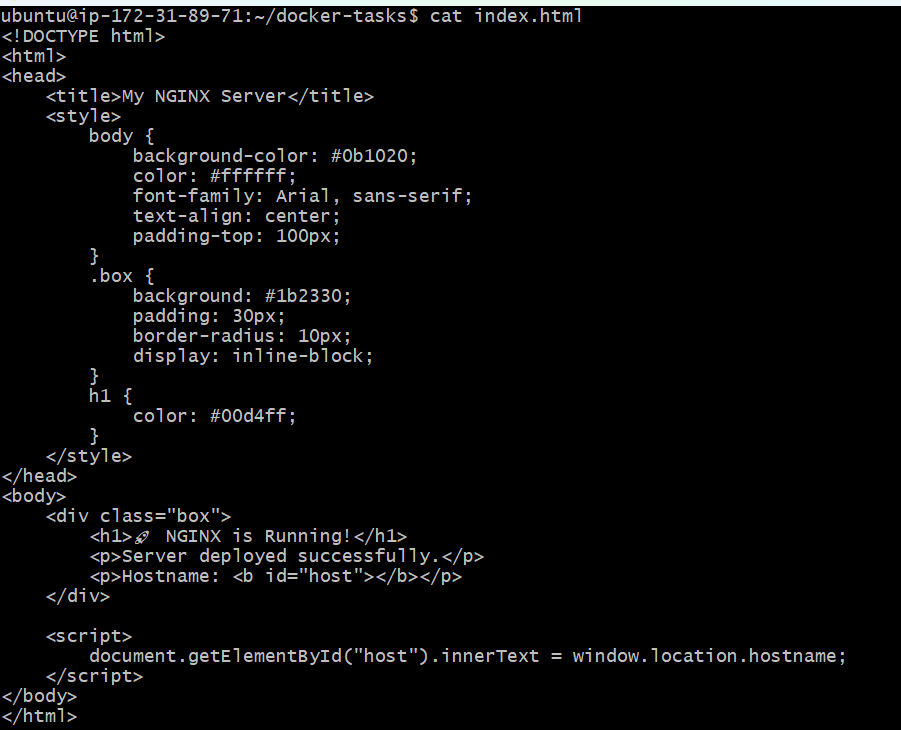 ubuntu@ip-172-31-89-71:~/docker-tasks$ cat index.html
<!DOCTYPE html>
<html>
<head>
    <title>My NGINX Server</title>
    <style>
        body {
            background-color: #0b1020;
            color: #ffffff;
            font-family: Arial, sans-serif;
            text-align: center;
            padding-top: 100px;
        }
        .box {
            background: #1b2330;
            padding: 30px;
            border-radius: 10px;
            display: inline-block;
        }
        h1 {
            color: #00d4ff;
        }
    </style>
</head>
<body>
    <div class="box">
        <h1>🚀 NGINX is Running!</h1>
        <p>Server deployed successfully.</p>
        <p>Hostname: <b id="host"></b></p>
    </div>

    <script>
        document.getElementById("host").innerText = window.location.hostname;
    </script>
</body>
</html>